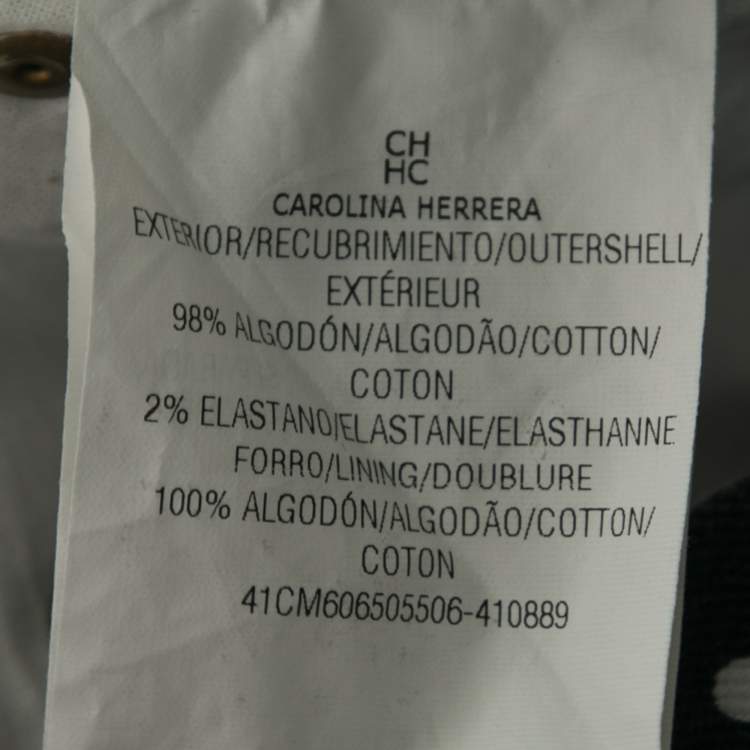 CH
HC
CAROLINA HERRERA
EXTERIOR/RECUBRIMIENTO/OUTERSHELL/
EXTÉRIEUR
98% ALGODÓN/ALGODÃO/COTTON/
COTON
2% ELASTANO/ELASTANE/ELASTHANNE
FORRO/LINING/DOUBLURE
100% ALGODÓN/ALGODÃO/COTTON/
COTON
41CM606505506-410889